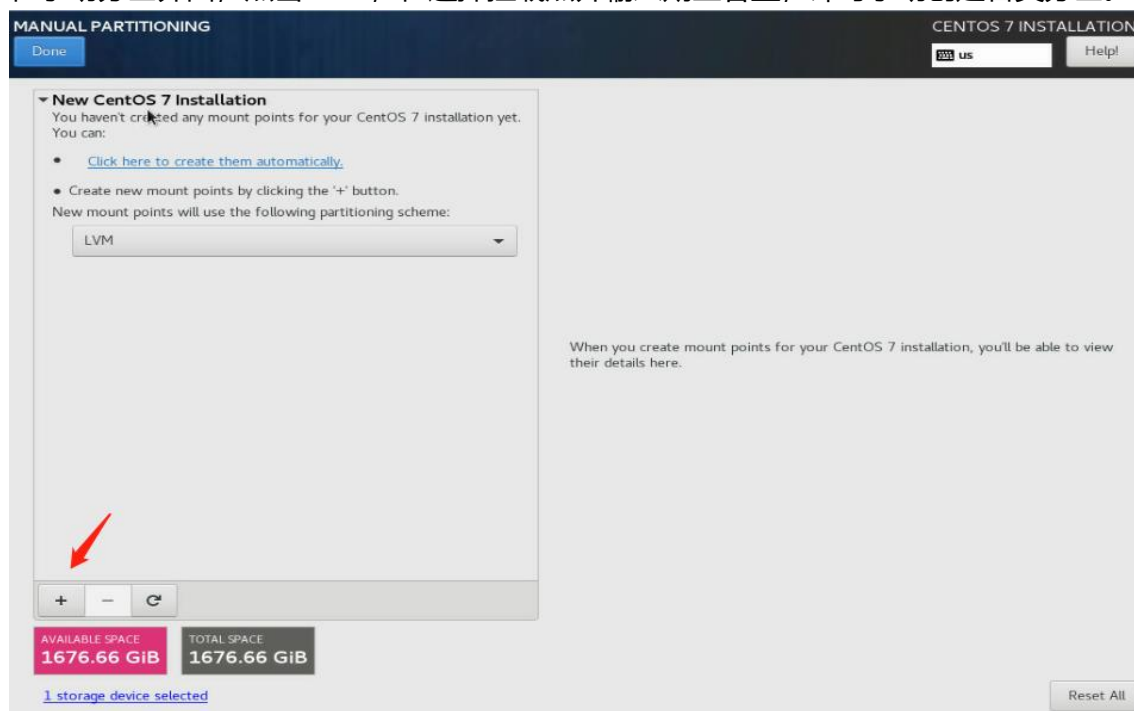 MANUAL PARTITIONING
CENTOS 7 INSTALLATION
Done
us
Help!
New CentOS 7 Installation
You haven't created any mount points for your CentOS 7 installation yet.
You can:
• Click here to create them automatically.
• Create new mount points by clicking the '+' button.
New mount points will use the following partitioning scheme:
LVM
When you create mount points for your CentOS 7 installation, you'll be able to view
their details here.
+ −
AVAILABLE SPACE
1676.66 GiB
TOTAL SPACE
1676.66 GiB
1 storage device selected
Reset All